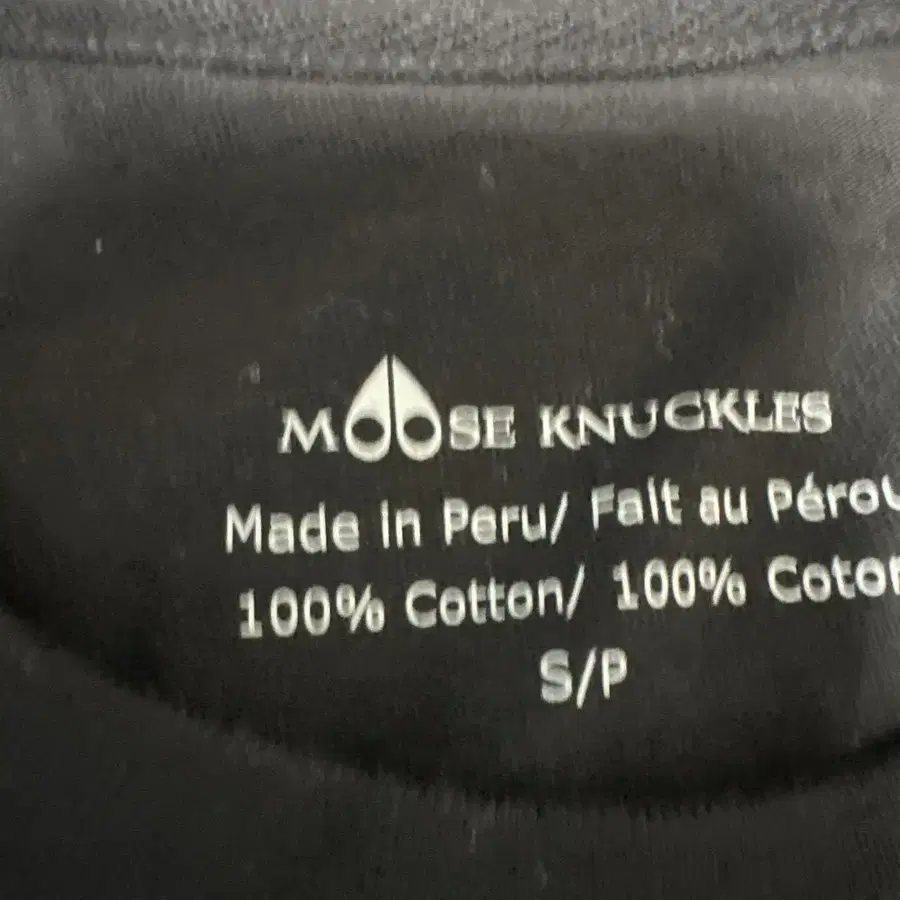 MOOSE KNUCKLES
Made in Peru/ Fait au Pérou
100% Cotton/ 100% Coton
S/P